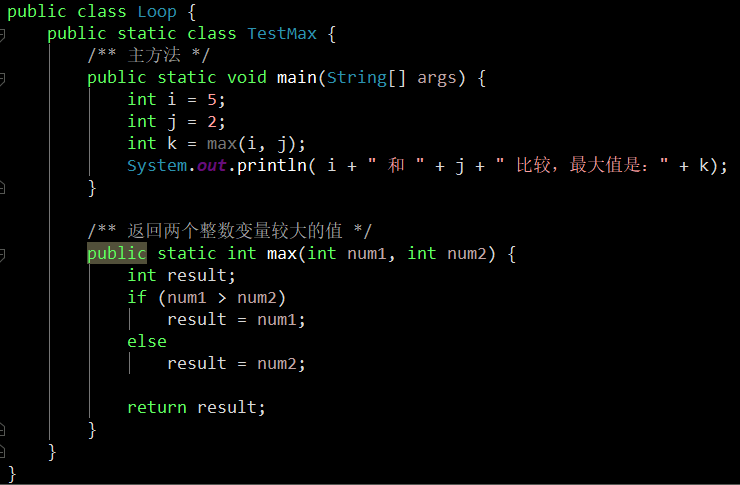 public class Loop {
public static class TestMax {
/** 主方法 */
public static void main(String[] args) {
int i = 5;
int j = 2;
int k = max(i, j);
System.out.println( i + " 和 " + j + " 比较，最大值是：" + k);
}
/** 返回两个整数变量较大的值 */
public static int max(int num1, int num2) {
int result;
if (num1 > num2)
result = num1;
else
result = num2;
return result;
}
}
}